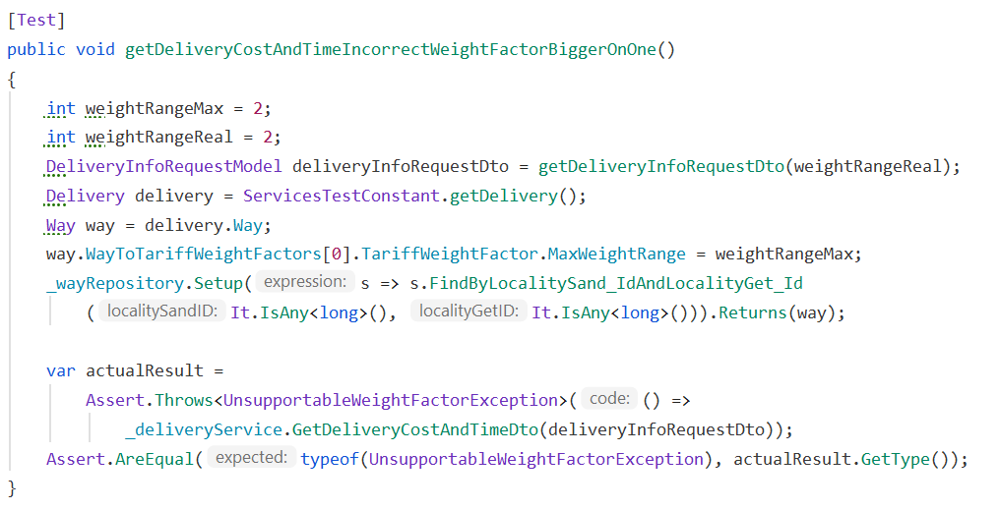 [Test]
public void getDeliveryCostAndTimeIncorrectWeightFactorBiggerOnOne()
{
    int weightRangeMax = 2;
    int weightRangeReal = 2;
    DeliveryInfoRequestModel deliveryInfoRequestDto = getDeliveryInfoRequestDto(weightRangeReal);
    Delivery delivery = ServicesTestConstant.getDelivery();
    Way way = delivery.Way;
    way.WayToTariffWeightFactors[0].TariffWeightFactor.MaxWeightRange = weightRangeMax;
    _wayRepository.Setup( expression: s => s.FindByLocalitySand_IdAndLocalityGet_Id
        ( localitySandID: It.IsAny<long>(), localityGetID: It.IsAny<long>())).Returns(way);

    var actualResult =
        Assert.Throws<UnsupportableWeightFactorException>( code: () =>
            _deliveryService.GetDeliveryCostAndTimeDto(deliveryInfoRequestDto));
    Assert.AreEqual( expected: typeof(UnsupportableWeightFactorException), actualResult.GetType());
}